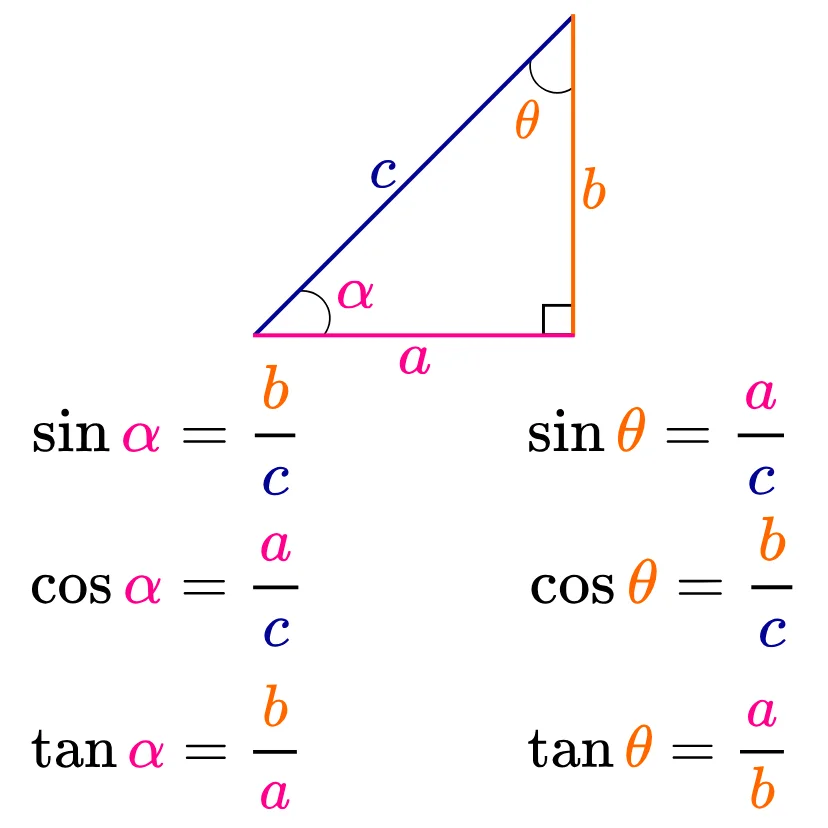 θ
c
b
α
a
sin α = b/c
sin θ = a/c
cos α = a/c
cos θ = b/c
tan α = b/a
tan θ = a/b